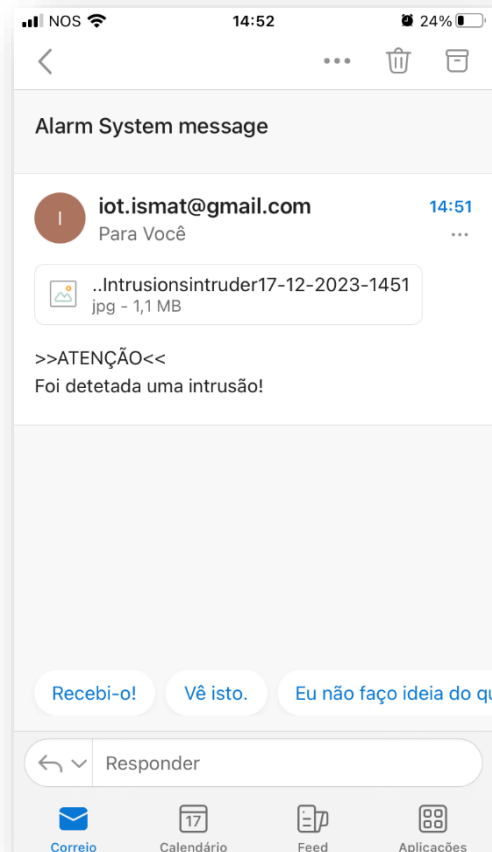 NOS 14:52 24%
Alarm System message
I
iot.ismat@gmail.com 14:51
Para Você
..Intrusionsintruder17-12-2023-1451
jpg - 1,1 MB
>>ATENÇÃO<<
Foi detetada uma intrusão!
Recebi-o! Vê isto. Eu não faço ideia do qu
Responder
17
Correio Calendário Feed Aplicações